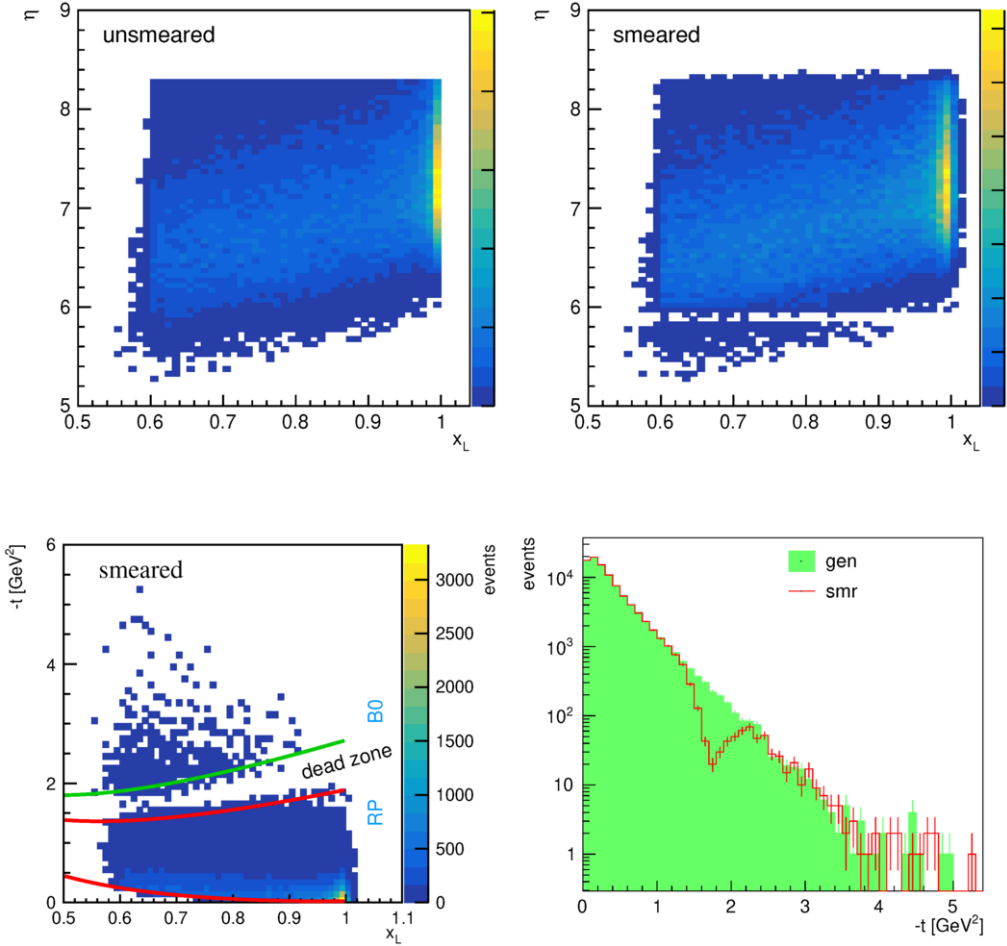 η
9
unsmeared
8
7
6
5
0.5 0.6 0.7 0.8 0.9 1
x_L
η
9
smeared
8
7
6
5
0.5 0.6 0.7 0.8 0.9 1
x_L
-t [GeV²]
6
smeared
4
2
0
B0
dead zone
RP
0.5 0.6 0.7 0.8 0.9 1 1.1
x_L
events
3000
2500
2000
1500
1000
500
0
events
10⁴
10³
10²
10
1
gen
smr
0 1 2 3 4 5
-t [GeV²]